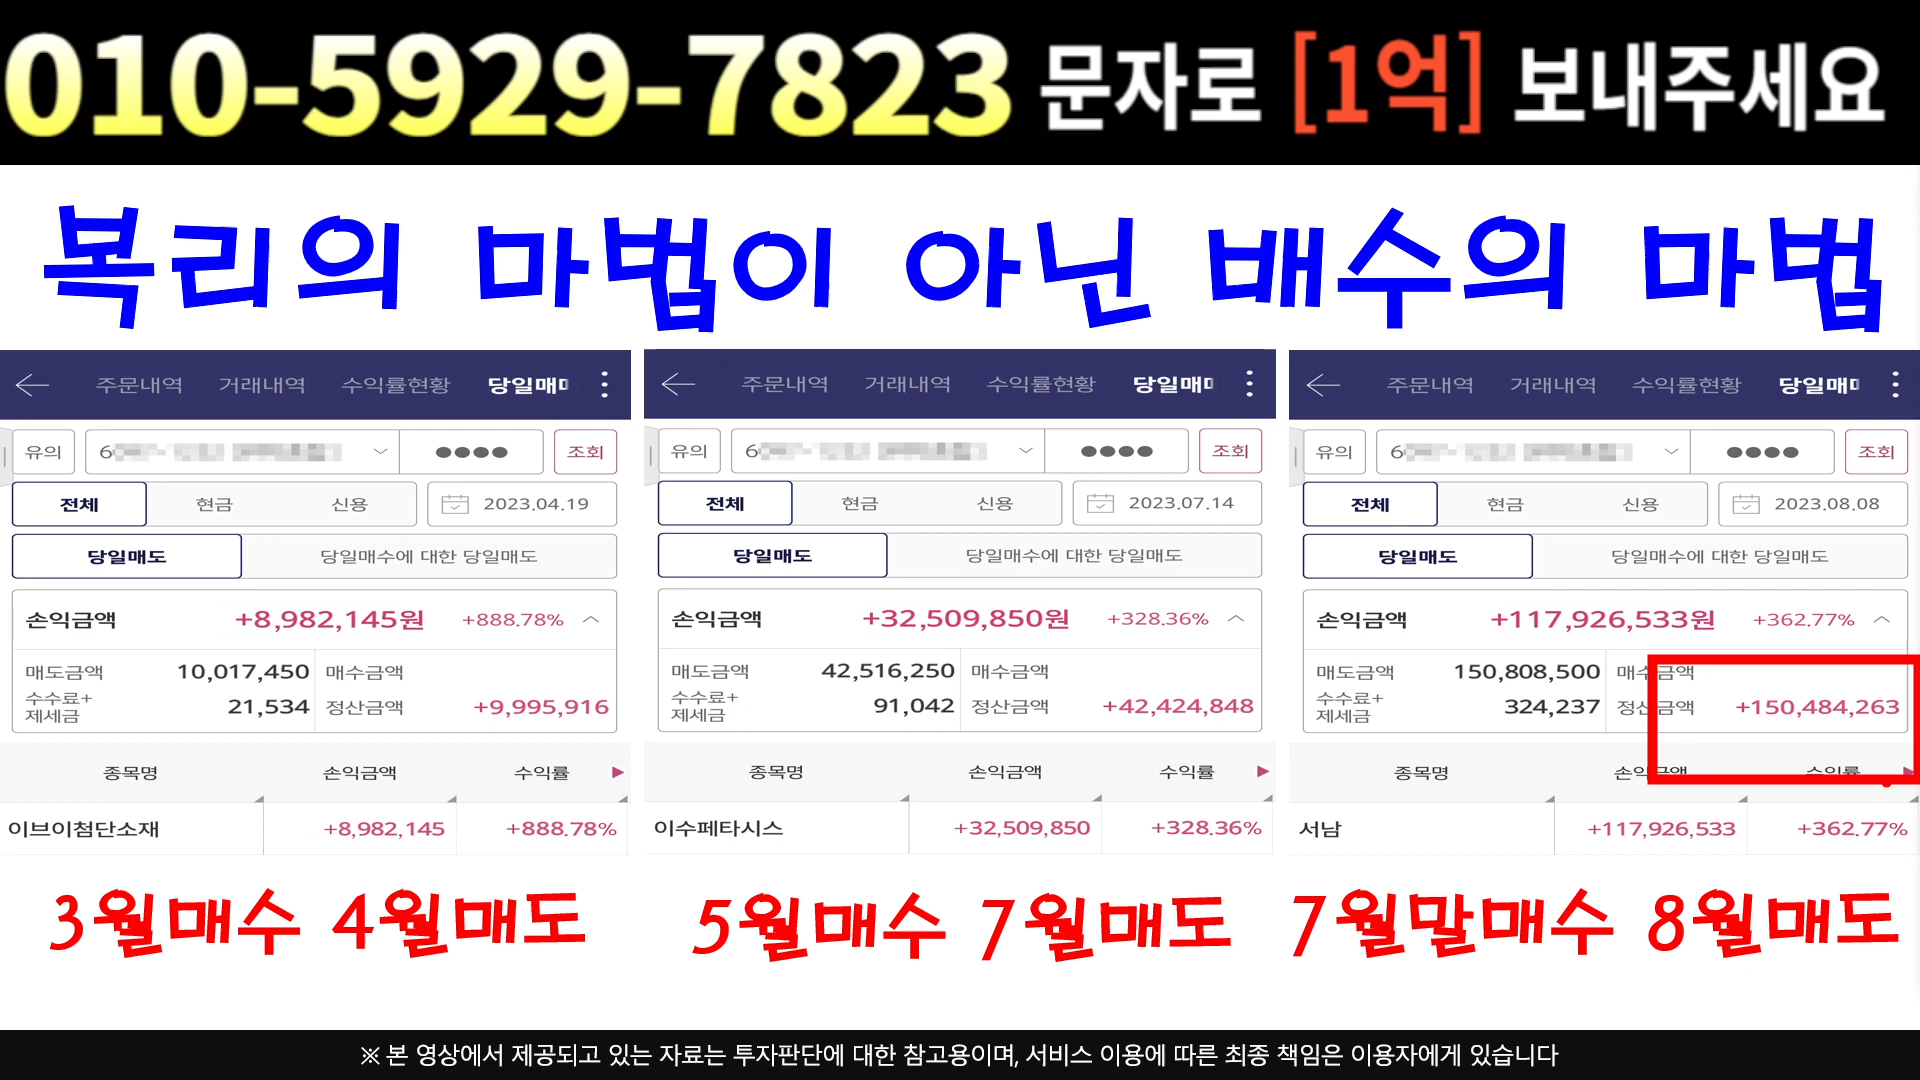 010-5929-7823 문자로 [1억] 보내주세요
복리의 마법이 아닌 배수의 마법
주문내역 거래내역 수익률현황
유의 6 ●●●● 조회
전체 현금 신용 2023.04.19
당일매도 당일매수에 대한 당일매도
손익금액 +8,982,145원 +888.78%
매도금액 10,017,450 매수금액
수수료+
제세금 21,534 정산금액 +9,995,916
종목명 손익금액 수익률
이브이첨단소재 +8,982,145 +888.78%
3월매수 4월매도
주문내역 거래내역 수익률현황
유의 6 ●●●● 조회
전체 현금 신용 2023.07.14
당일매도 당일매수에 대한 당일매도
손익금액 +32,509,850원 +328.36%
매도금액 42,516,250 매수금액
수수료+
제세금 91,042 정산금액 +42,424,848
종목명 손익금액 수익률
이수페타시스 +32,509,850 +328.36%
5월매수 7월매도
주문내역 거래내역 수익률현황
유의 6 ●●●● 조회
전체 현금 신용 2023.08.08
당일매도 당일매수에 대한 당일매도
손익금액 +117,926,533원 +362.77%
매도금액 150,808,500 매수금액
수수료+
제세금 324,237 정산금액 +150,484,263
종목명 손익금액 수익률
서남 +117,926,533 +362.77%
7월말매수 8월매도
※ 본 영상에서 제공되고 있는 자료는 투자판단에 대한 참고용이며, 서비스 이용에 따른 최종 책임은 이용자에게 있습니다